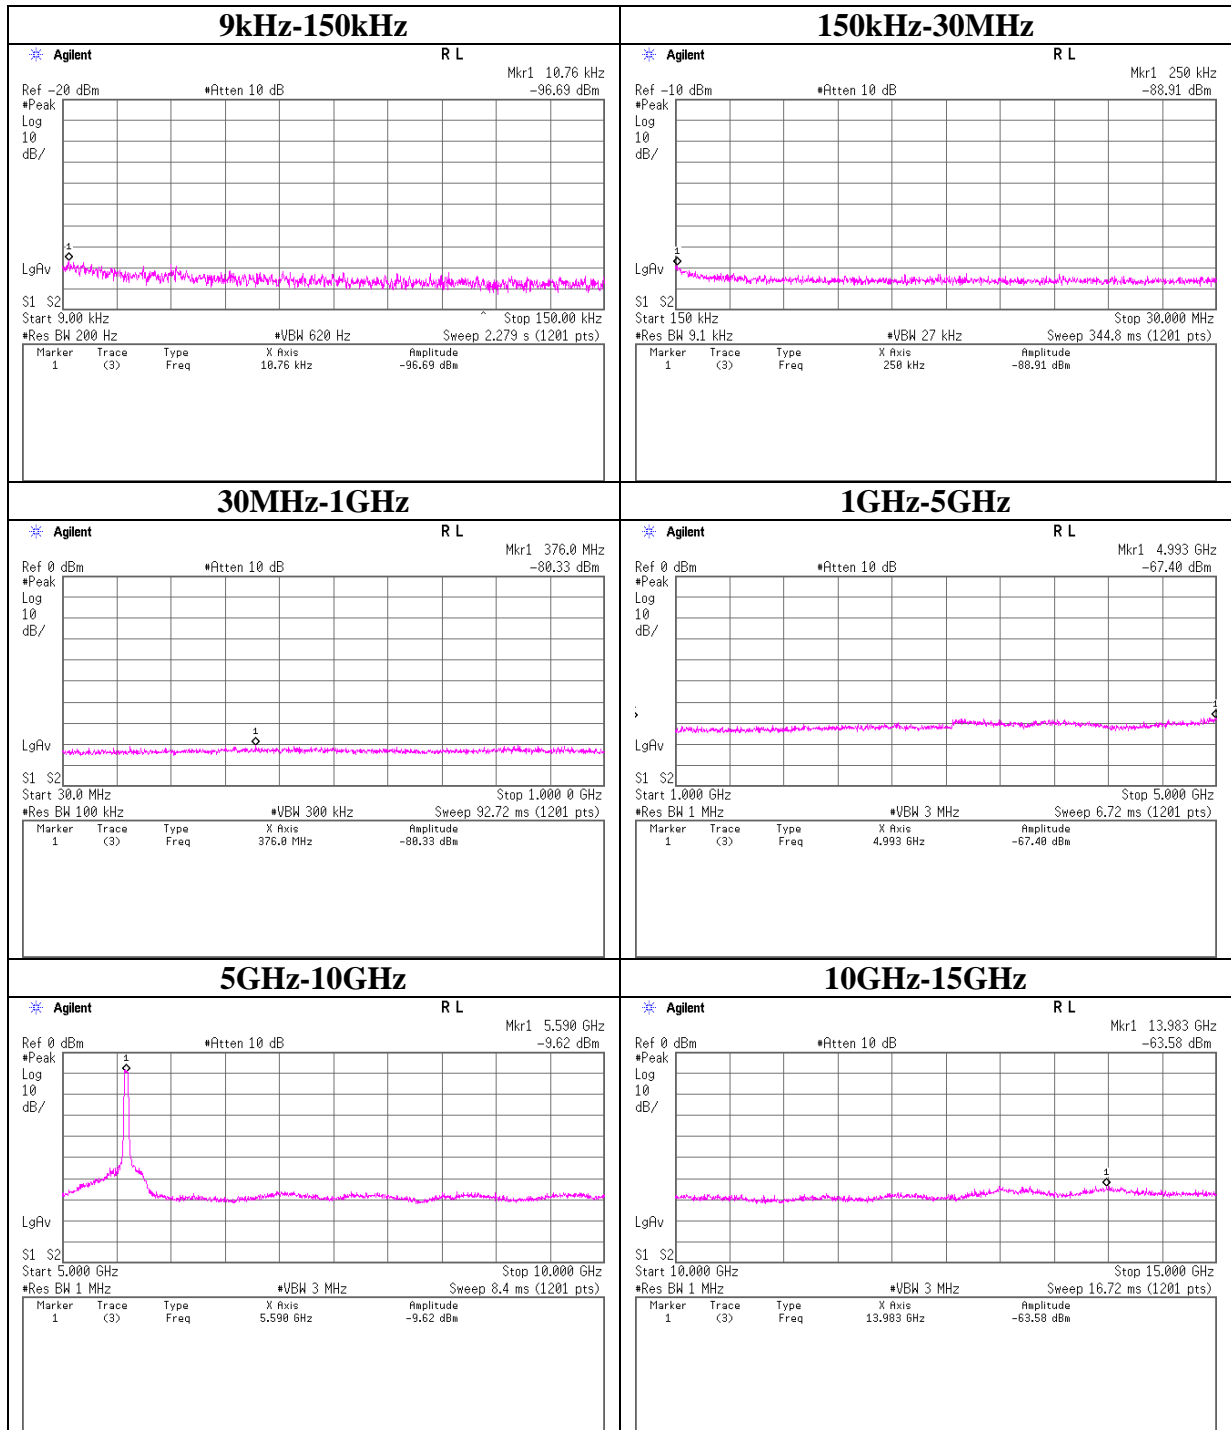 9kHz-150kHz
Agilent R L
Mkr1 10.76 kHz
Ref -20 dBm #Atten 10 dB -96.69 dBm
#Peak
Log
10
dB/
1
LgAv
S1 S2
Start 9.00 kHz ^ Stop 150.00 kHz
#Res BW 200 Hz #VBW 620 Hz Sweep 2.279 s (1201 pts)
Marker Trace Type X Axis Amplitude
1 (3) Freq 10.76 kHz -96.69 dBm
150kHz-30MHz
Agilent R L
Mkr1 250 kHz
Ref -10 dBm #Atten 10 dB -88.91 dBm
#Peak
Log
10
dB/
1
LgAv
S1 S2
Start 150 kHz Stop 30.000 MHz
#Res BW 9.1 kHz #VBW 27 kHz Sweep 344.8 ms (1201 pts)
Marker Trace Type X Axis Amplitude
1 (3) Freq 250 kHz -88.91 dBm
30MHz-1GHz
Agilent R L
Mkr1 376.0 MHz
Ref 0 dBm #Atten 10 dB -80.33 dBm
#Peak
Log
10
dB/
1
LgAv
S1 S2
Start 30.0 MHz Stop 1.000 0 GHz
#Res BW 100 kHz #VBW 300 kHz Sweep 92.72 ms (1201 pts)
Marker Trace Type X Axis Amplitude
1 (3) Freq 376.0 MHz -80.33 dBm
1GHz-5GHz
Agilent R L
Mkr1 4.993 GHz
Ref 0 dBm #Atten 10 dB -67.40 dBm
#Peak
Log
10
dB/
1
LgAv
S1 S2
Start 1.000 GHz Stop 5.000 GHz
#Res BW 1 MHz #VBW 3 MHz Sweep 6.72 ms (1201 pts)
Marker Trace Type X Axis Amplitude
1 (3) Freq 4.993 GHz -67.40 dBm
5GHz-10GHz
Agilent R L
Mkr1 5.590 GHz
Ref 0 dBm #Atten 10 dB -9.62 dBm
#Peak
Log
10
dB/
1
LgAv
S1 S2
Start 5.000 GHz Stop 10.000 GHz
#Res BW 1 MHz #VBW 3 MHz Sweep 8.4 ms (1201 pts)
Marker Trace Type X Axis Amplitude
1 (3) Freq 5.590 GHz -9.62 dBm
10GHz-15GHz
Agilent R L
Mkr1 13.983 GHz
Ref 0 dBm #Atten 10 dB -63.58 dBm
#Peak
Log
10
dB/
1
LgAv
S1 S2
Start 10.000 GHz Stop 15.000 GHz
#Res BW 1 MHz #VBW 3 MHz Sweep 16.72 ms (1201 pts)
Marker Trace Type X Axis Amplitude
1 (3) Freq 13.983 GHz -63.58 dBm